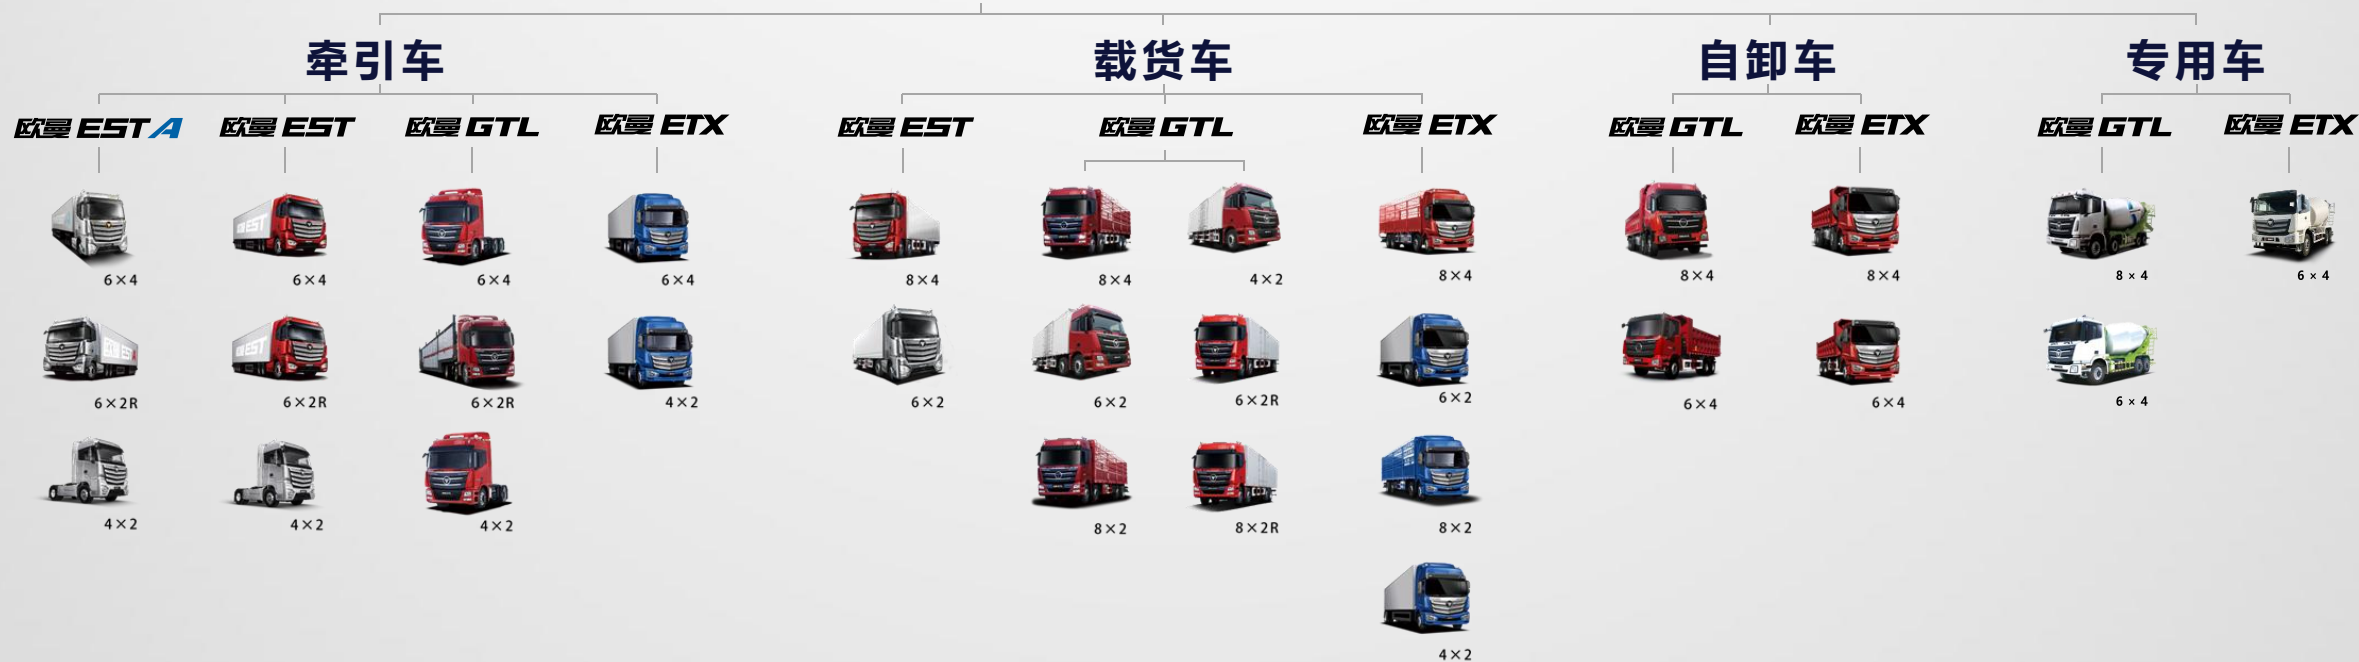 牵引车 载货车 自卸车 专用车
欧曼 EST A 欧曼 EST 欧曼 GTL 欧曼 ETX 欧曼 EST 欧曼 GTL 欧曼 ETX 欧曼 GTL 欧曼 ETX 欧曼 GTL 欧曼 ETX
EST
6×4 6×4 6×4 6×4 8×4 8×4 4×2 8×4 8×4 8×4 8×4 6×4
EST
6×2R 6×2R 6×2R 4×2 6×2 6×2 6×2R 6×2 6×4 6×4 6×4
4×2 4×2 4×2 8×2 8×2R 8×2
4×2